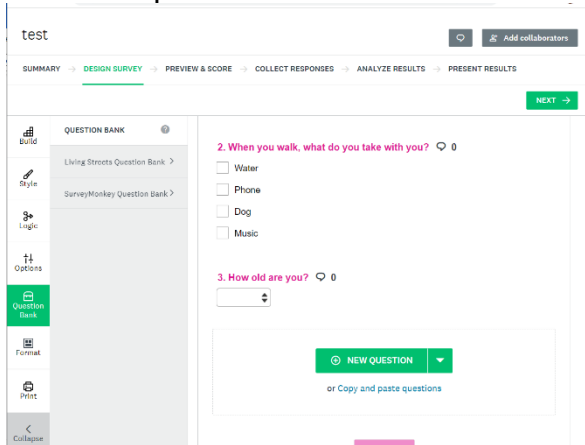 test
Add collaborators
SUMMARY → DESIGN SURVEY → PREVIEW & SCORE → COLLECT RESPONSES → ANALYZE RESULTS → PRESENT RESULTS
NEXT →
Build
Style
Logic
Options
Question
Bank
Format
Print
Collapse
QUESTION BANK
Living Streets Question Bank >
SurveyMonkey Question Bank >
2. When you walk, what do you take with you? 0
Water
Phone
Dog
Music
3. How old are you? 0
NEW QUESTION
or Copy and paste questions